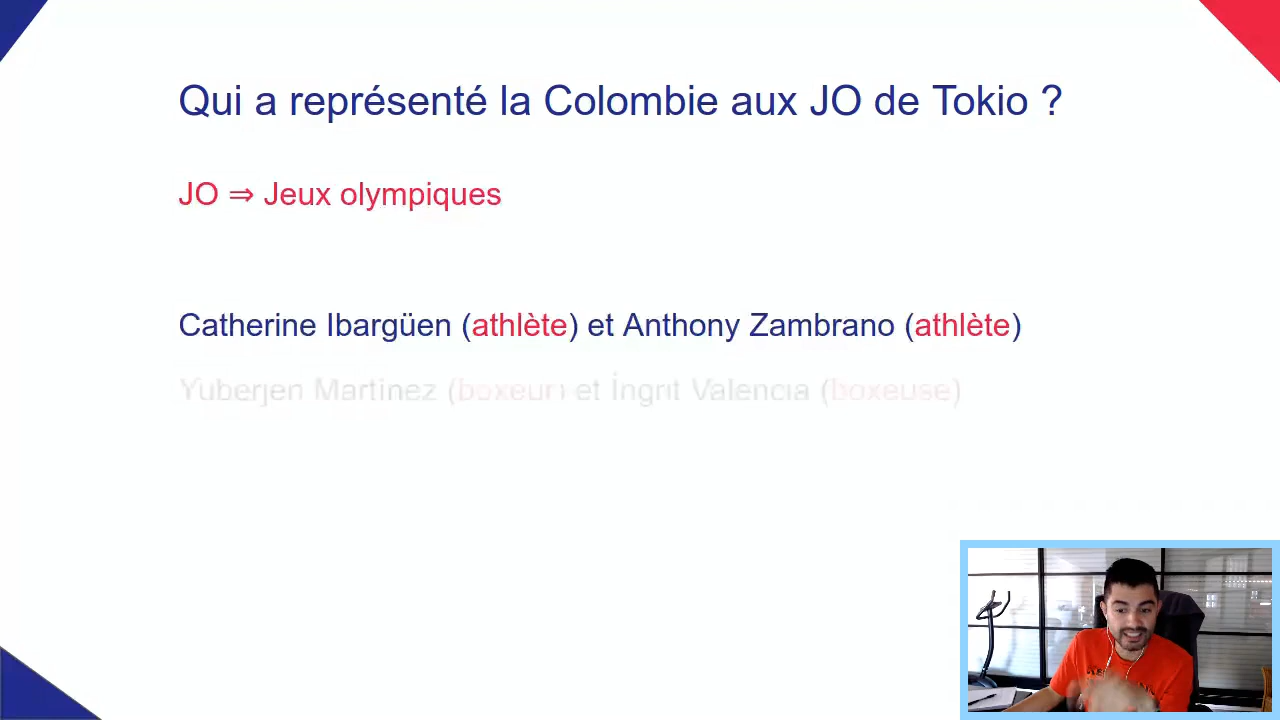 Qui a représenté la Colombie aux JO de Tokio ?
JO ⇒ Jeux olympiques
Catherine Ibargüen (athlète) et Anthony Zambrano (athlète)
Yuberjen Martinez (boxeur) et Íngrit Valencia (boxeuse)